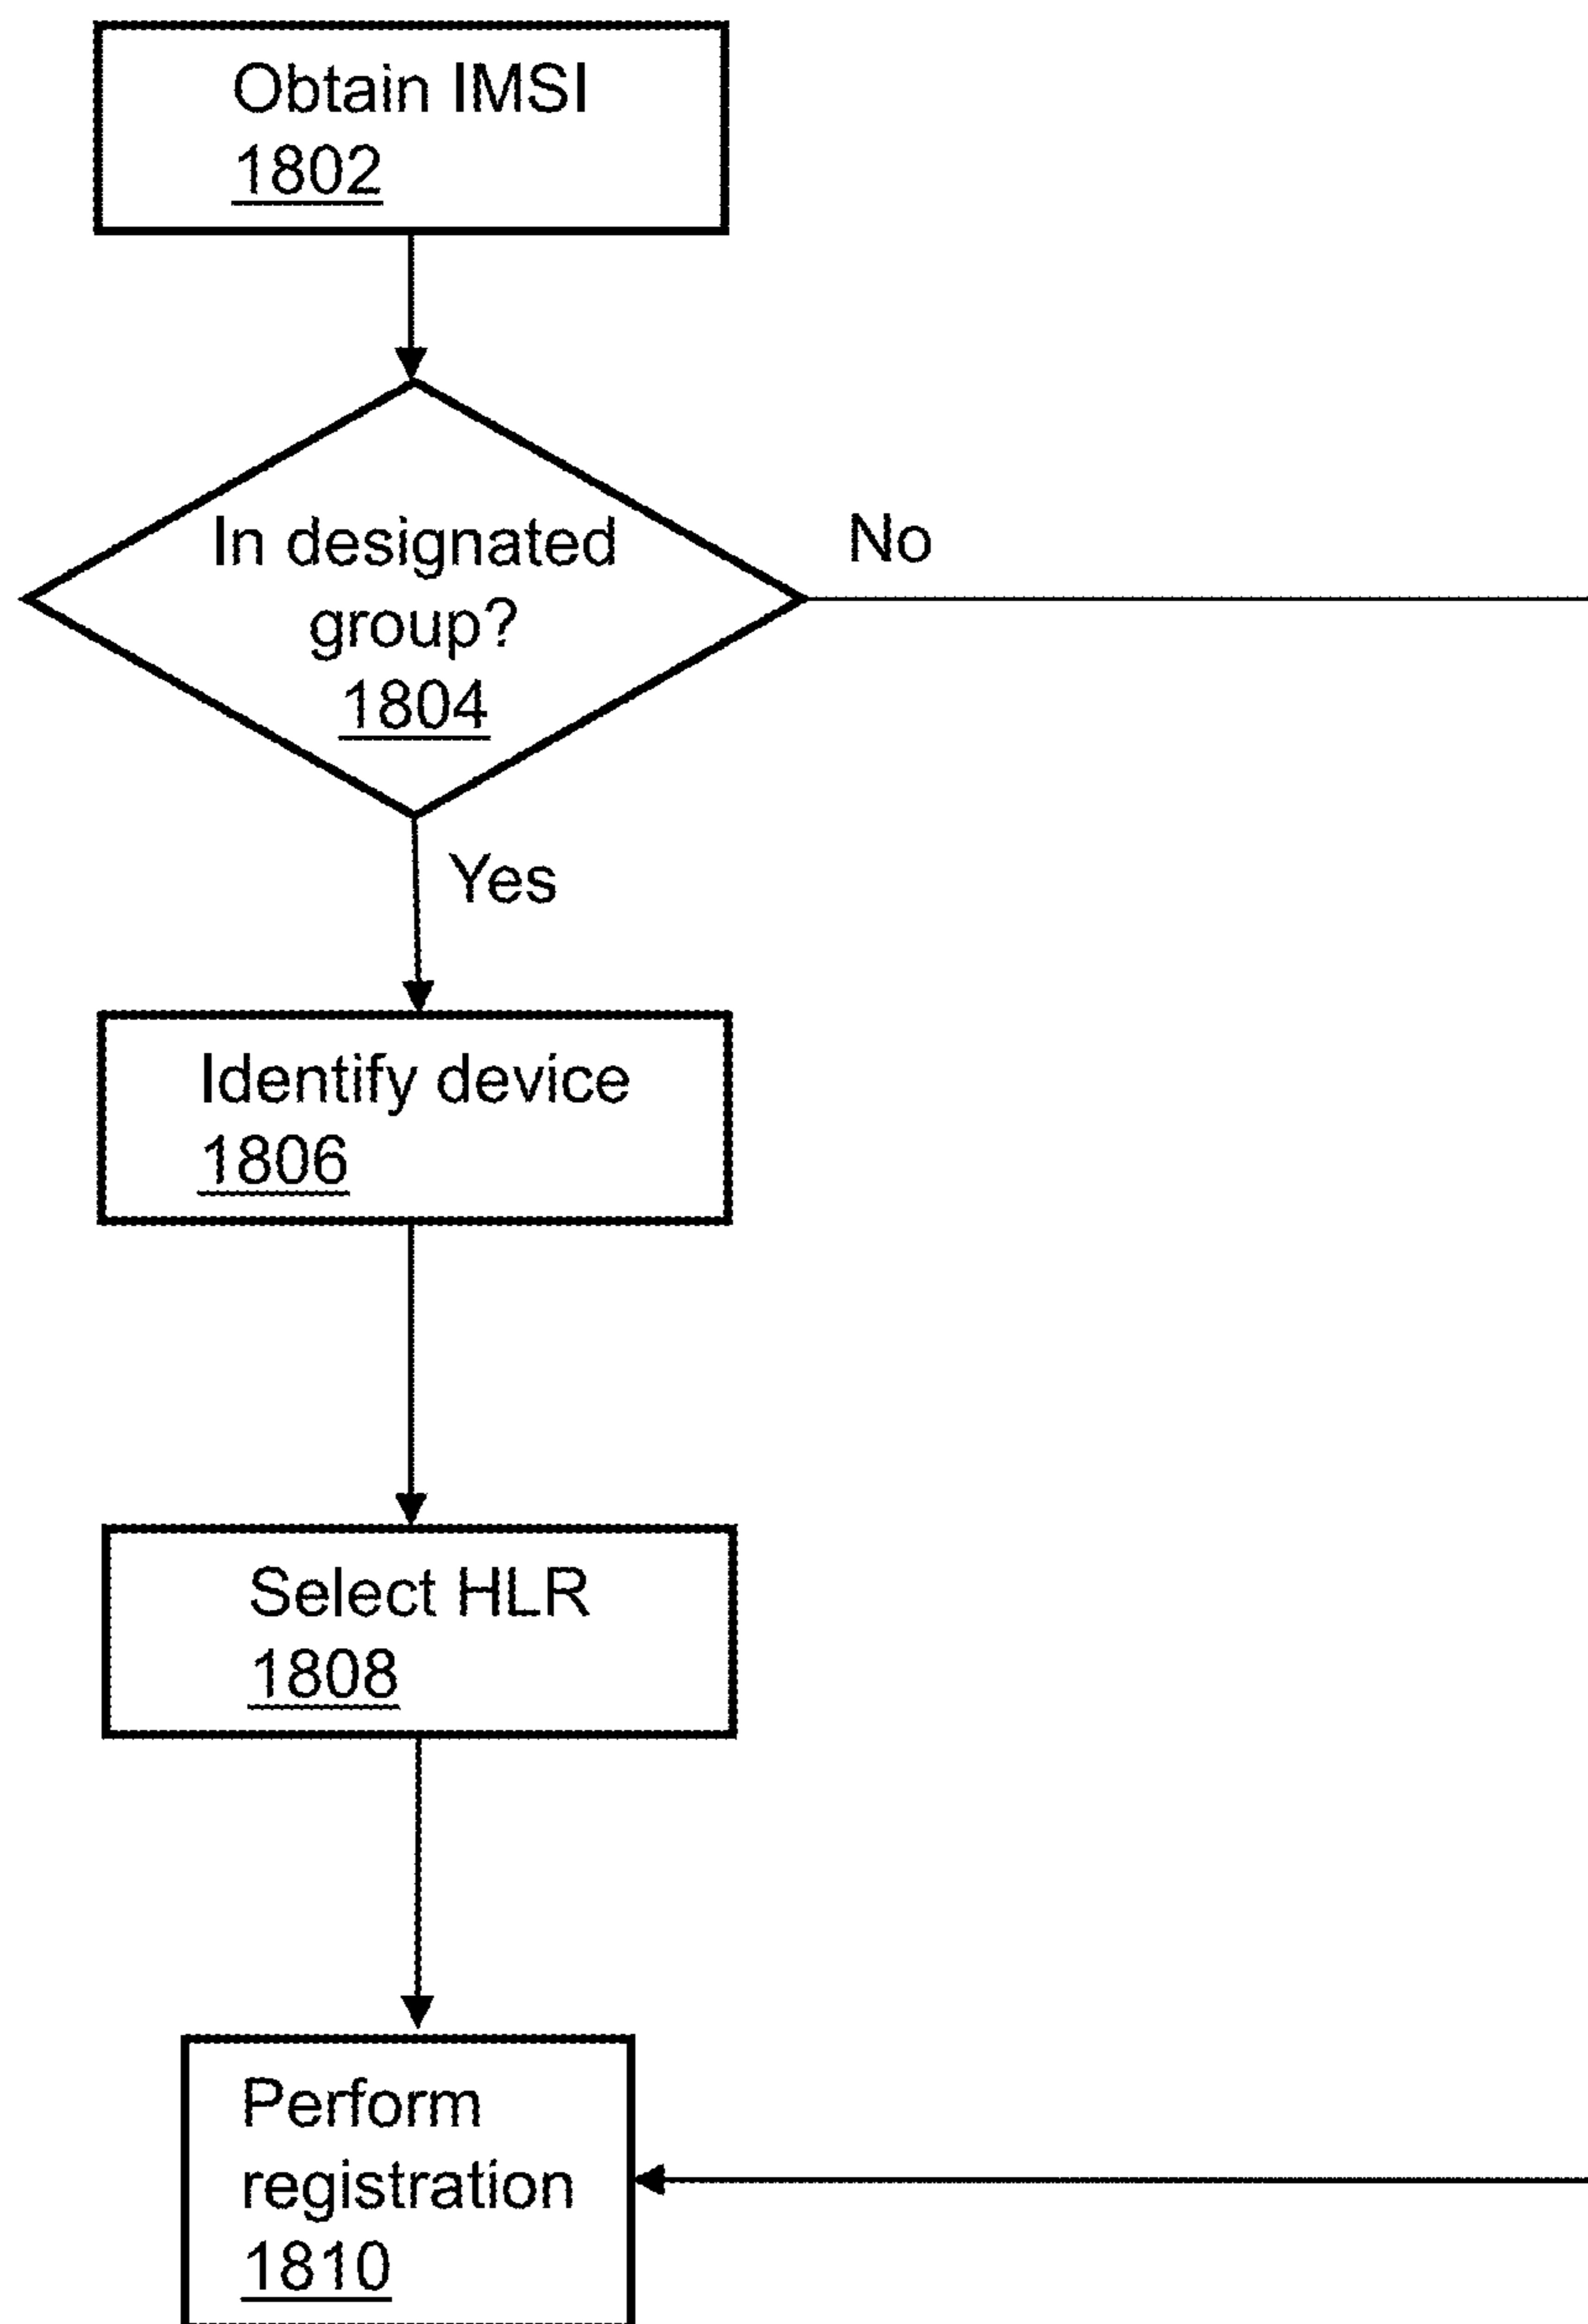 Obtain IMSI
1802
In designated
group?
1804
No
Yes
Identify device
1806
Select HLR
1808
Perform
registration
1810